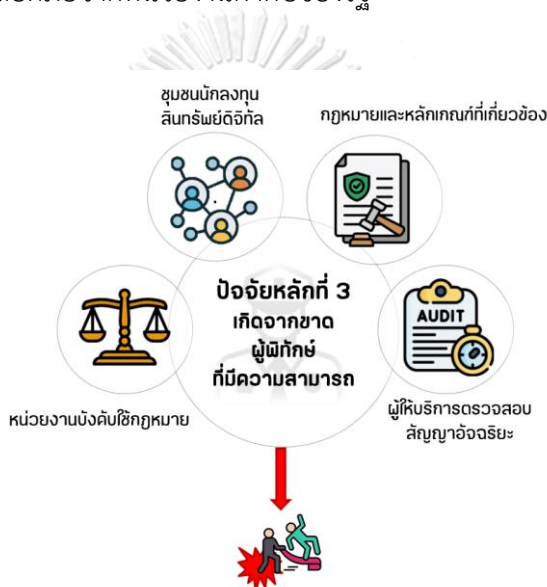 ชุมชนนักลงทุน
สินทรัพย์ดิจิทัล
กฎหมายและหลักเกณฑ์ที่เกี่ยวข้อง
ปัจจัยหลักที่ 3
เกิดจากขาด
ผู้พิทักษ์
ที่มีความสามารถ
AUDIT
หน่วยงานบังคับใช้กฎหมาย
ผู้ให้บริการตรวจสอบ
สัญญาอัจฉริยะ